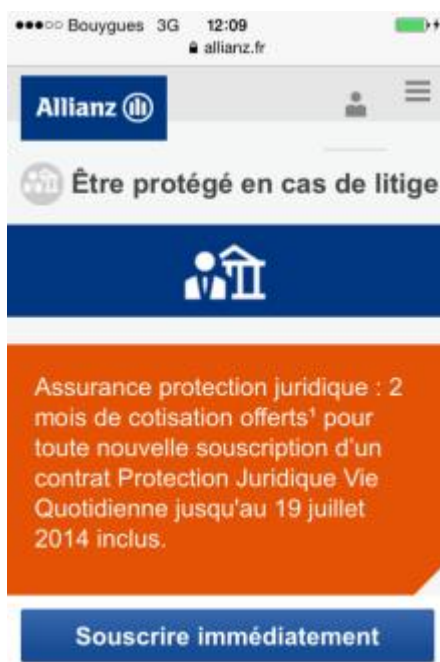 Bouygues 3G 12:09
allianz.fr
Allianz
Être protégé en cas de litige
Assurance protection juridique : 2
mois de cotisation offerts¹ pour
toute nouvelle souscription d'un
contrat Protection Juridique Vie
Quotidienne jusqu'au 19 juillet
2014 inclus.
Souscrire immédiatement